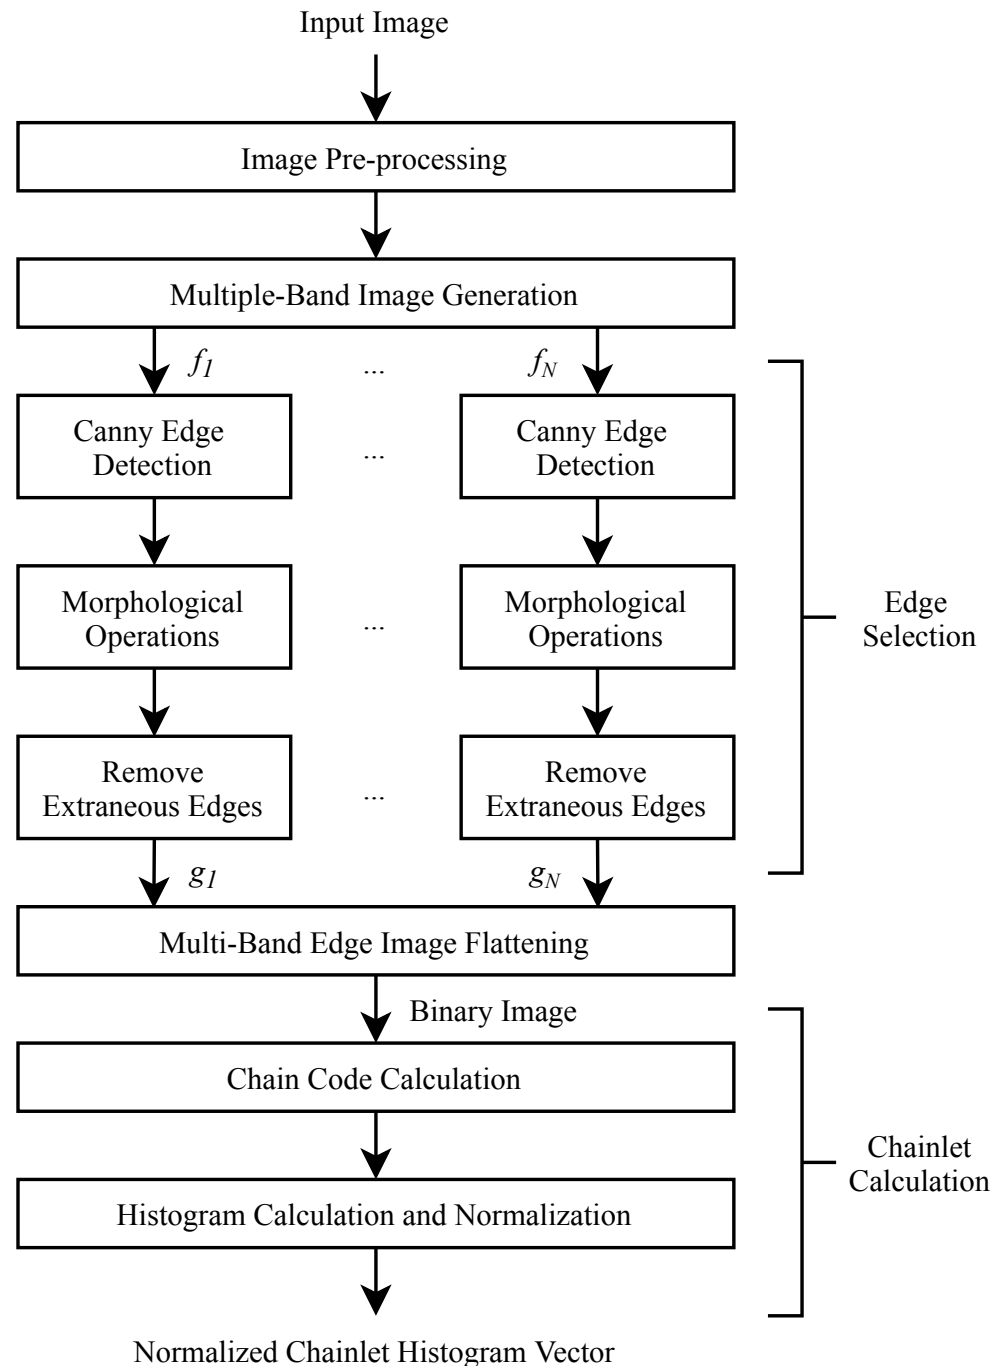 Input Image
Image Pre-processing
Multiple-Band Image Generation
f1 ... fN
Canny Edge
Detection
...
Canny Edge
Detection
Morphological
Operations
...
Morphological
Operations
Remove
Extraneous Edges
...
Remove
Extraneous Edges
g1 gN
Edge
Selection
Multi-Band Edge Image Flattening
Binary Image
Chain Code Calculation
Histogram Calculation and Normalization
Chainlet
Calculation
Normalized Chainlet Histogram Vector